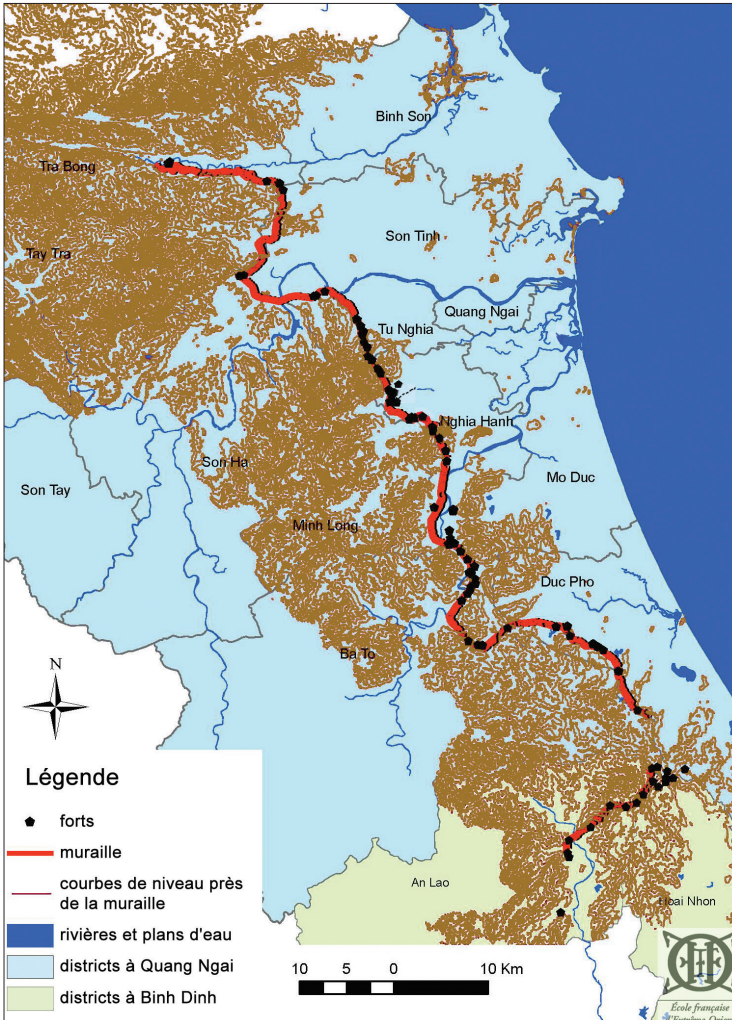 Binh Son
Tra Bong
Son Tinh
Tay Tra
Quang Ngai
Tu Nghia
Nghia Hanh
Son Ha
Mo Duc
Son Tay
Minh Long
Duc Pho
Ba To
N
Légende
forts
muraille
courbes de niveau près
de la muraille
rivières et plans d'eau
districts à Quang Ngai
districts à Binh Dinh
An Lao
Hoai Nhon
10 5 0 10 Km
École française
d'Extrême-Orient